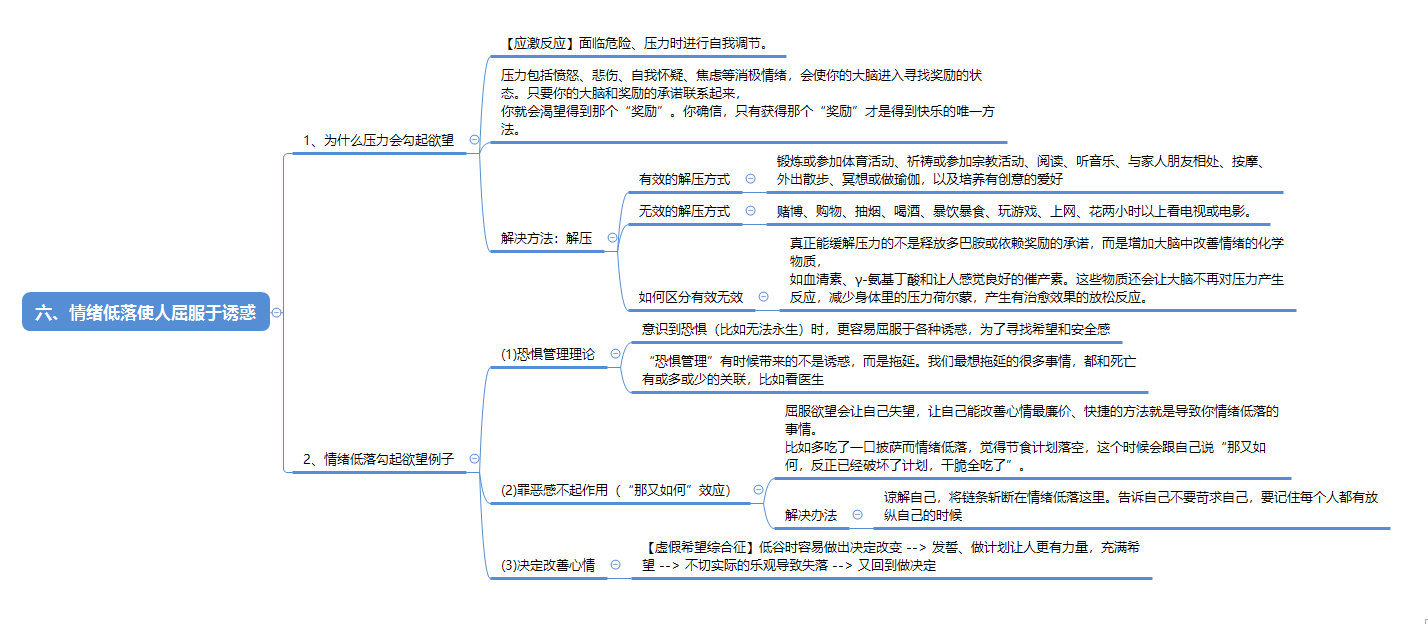 六、情绪低落使人屈服于诱惑
1、为什么压力会勾起欲望
【应激反应】面临危险、压力时进行自我调节。
压力包括愤怒、悲伤、自我怀疑、焦虑等消极情绪，会使你的大脑进入寻找奖励的状
态。只要你的大脑和奖励的承诺联系起来，
你就会渴望得到那个“奖励”。你确信，只有获得那个“奖励”才是得到快乐的唯一方
法。
解决方法：解压
有效的解压方式
锻炼或参加体育活动、祈祷或参加宗教活动、阅读、听音乐、与家人朋友相处、按摩、
外出散步、冥想或做瑜伽，以及培养有创意的爱好
无效的解压方式
赌博、购物、抽烟、喝酒、暴饮暴食、玩游戏、上网、花两小时以上看电视或电影。
如何区分有效无效
真正能缓解压力的不是释放多巴胺或依赖奖励的承诺，而是增加大脑中改善情绪的化学
物质，
如血清素、γ-氨基丁酸和让人感觉良好的催产素。这些物质还会让大脑不再对压力产生
反应，减少身体里的压力荷尔蒙，产生有治愈效果的放松反应。
2、情绪低落勾起欲望例子
(1)恐惧管理理论
意识到恐惧（比如无法永生）时，更容易屈服于各种诱惑，为了寻找希望和安全感
“恐惧管理”有时候带来的不是诱惑，而是拖延。我们最想拖延的很多事情，都和死亡
有或多或少的关联，比如看医生
(2)罪恶感不起作用（“那又如何”效应）
屈服欲望会让自己失望，让自己能改善心情最廉价、快捷的方法就是导致你情绪低落的
事情。
比如多吃了一口披萨而情绪低落，觉得节食计划落空，这个时候会跟自己说“那又如
何，反正已经破坏了计划，干脆全吃了”。
解决办法
谅解自己，将链条斩断在情绪低落这里。告诉自己不要苛求自己，要记住每个人都有放
纵自己的时候
(3)决定改善心情
【虚假希望综合征】低谷时容易做出决定改变 --> 发誓、做计划让人更有力量，充满希
望 --> 不切实际的乐观导致失落 --> 又回到做决定